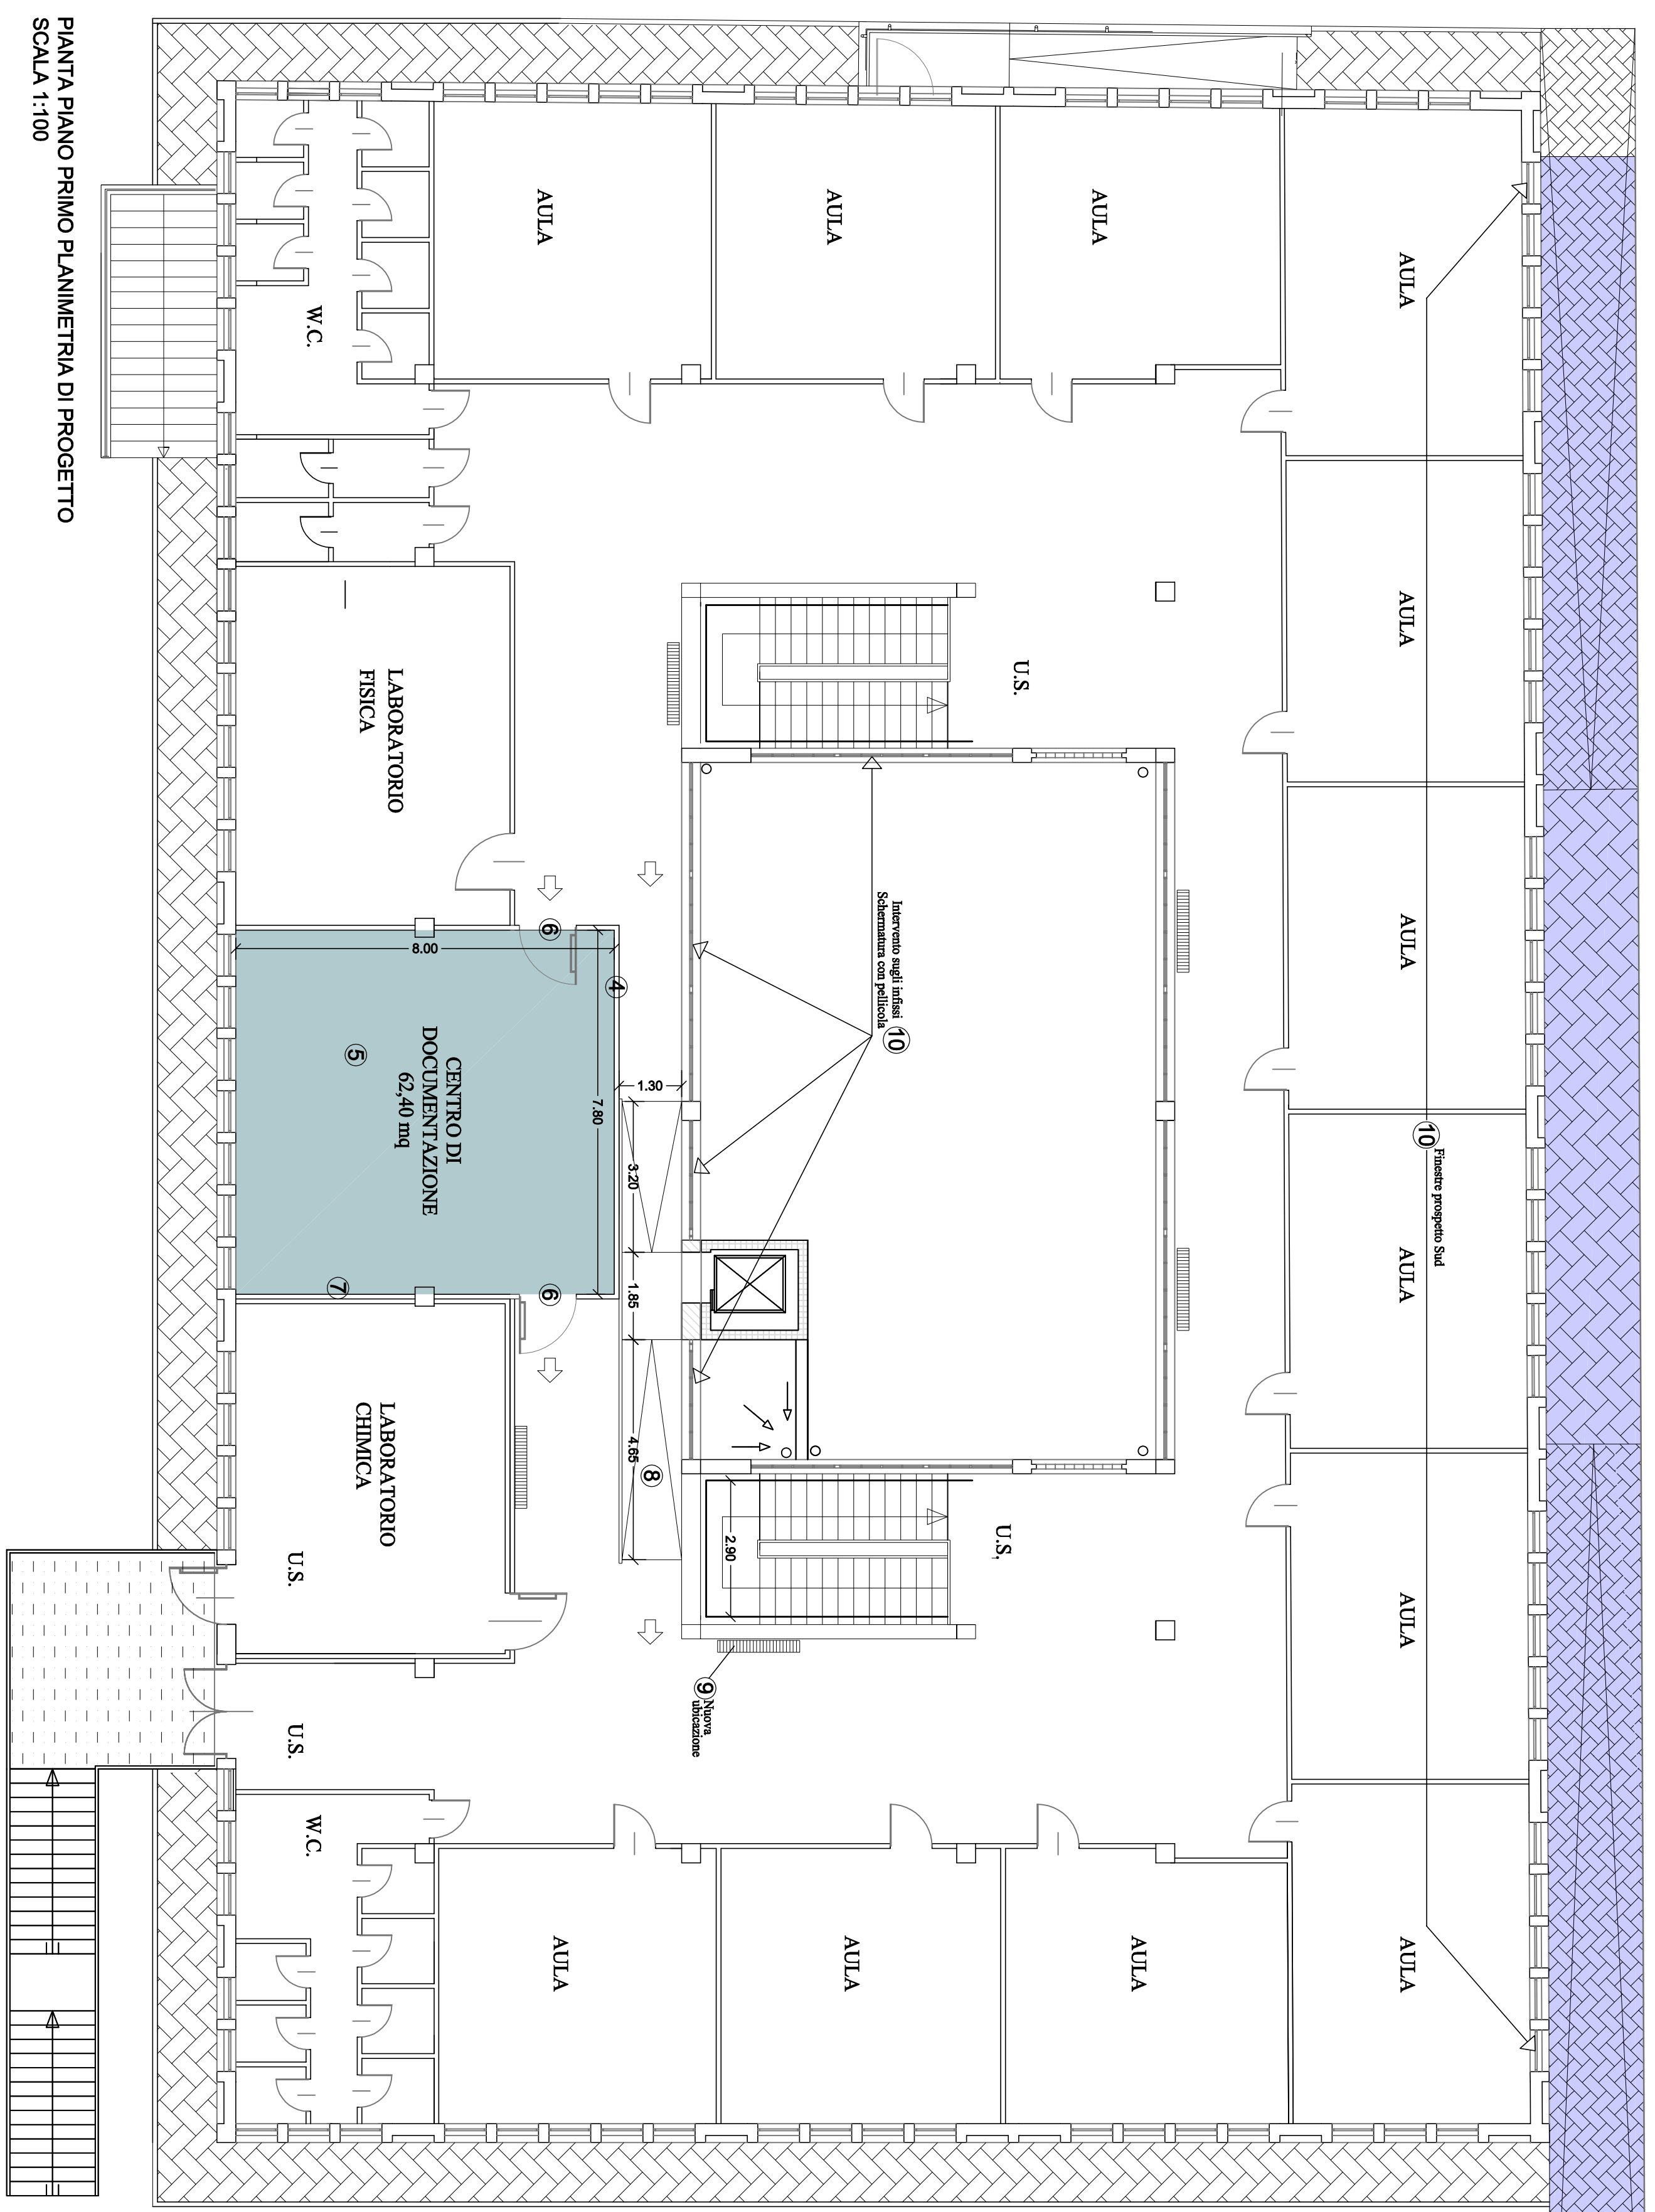 PIANTA PIANO PRIMO PLANIMETRIA DI PROGETTO
SCALA 1:100
AULA
AULA
AULA
AULA
AULA
AULA
AULA
AULA
AULA
10
Finestre prospetto Sud
AULA
AULA
AULA
AULA
W.C.
U.S.
LABORATORIO
FISICA
Intervento sugli infissi
Schermatura con pellicola
10
6
4
8.00
7.80
1.30
3.20
1.85
4.65
2.90
CENTRO DI
DOCUMENTAZIONE
62,40 mq
5
7
6
8
LABORATORIO
CHIMICA
U.S.
U.S.
U.S.
9
Nuova
ubicazione
W.C.